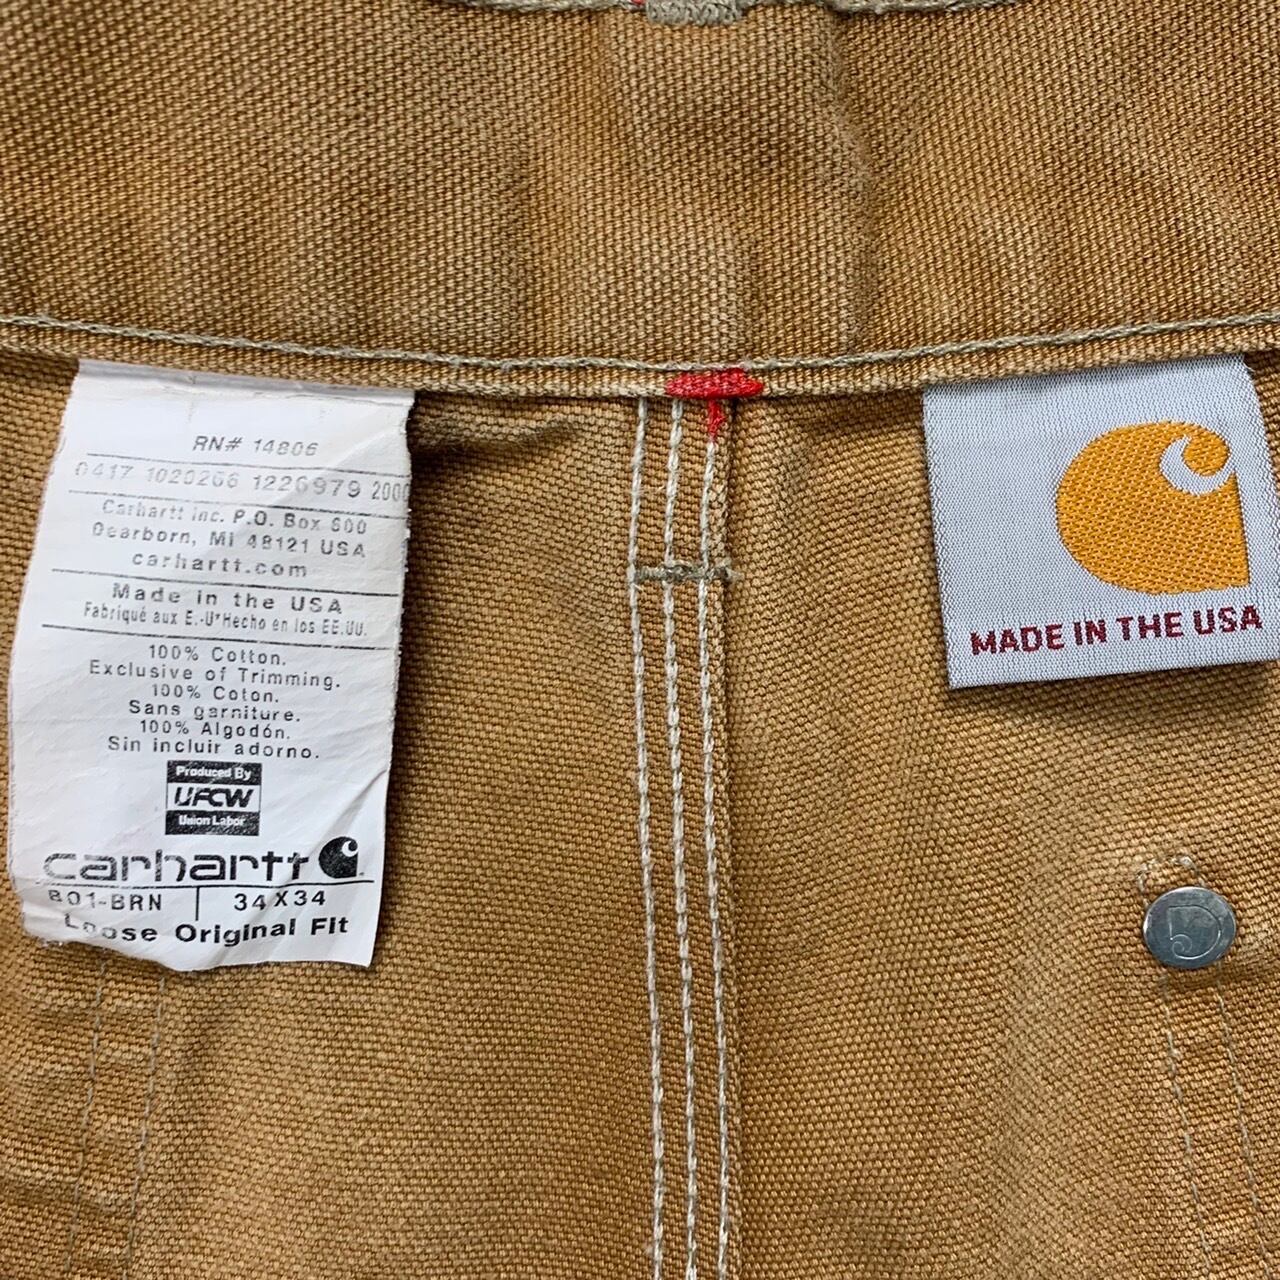 RN# 14806
0417 1020266 1226979 2000
Carhartt Inc. P.O. Box 600
Dearborn, MI 48121 USA
carhartt.com
Made in the USA
Fabriqué aux E.-U*Hecho en los EE.UU.
100% Cotton.
Exclusive of Trimming.
100% Coton.
Sans garniture.
100% Algodón.
Sin incluir adorno.
Produced By
UFCW
Union Labor
carhartt
B01-BRN | 34X34
Loose Original Fit
MADE IN THE USA